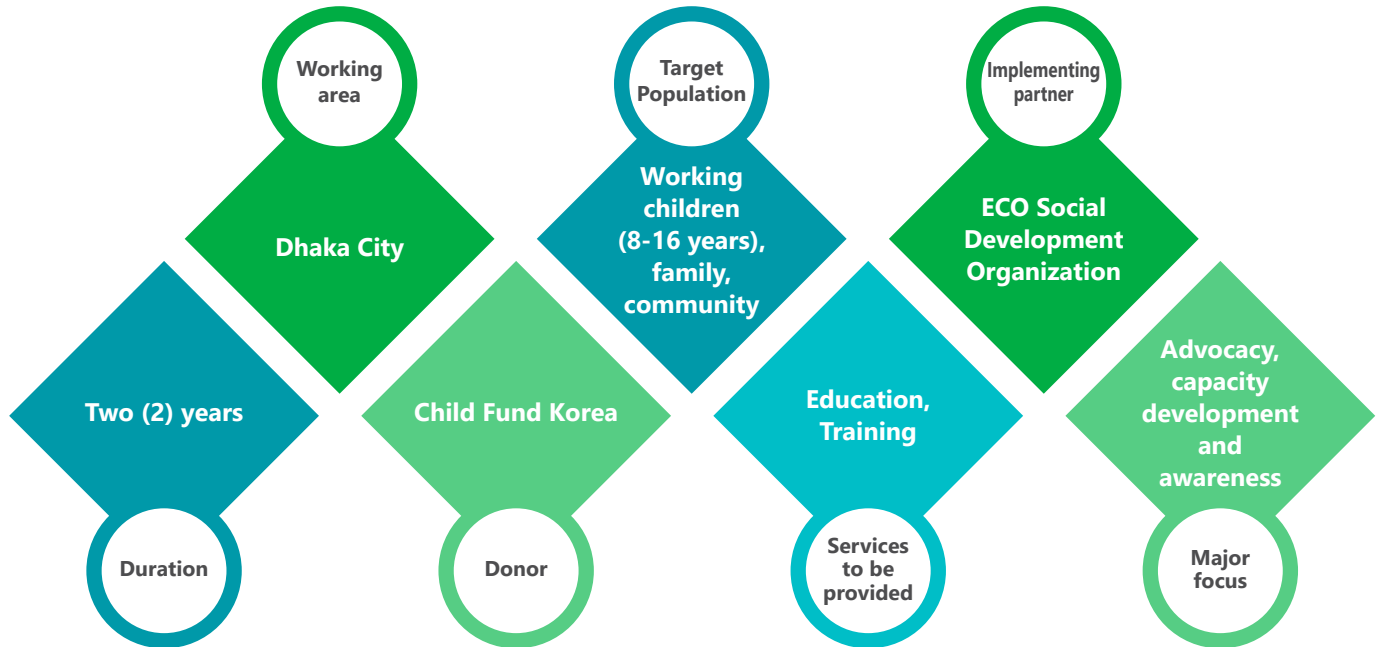 Working
area
Dhaka City
Target
Population
Working
children
(8-16 years),
family,
community
Implementing
partner
ECO Social
Development
Organization
Two (2) years
Duration
Child Fund Korea
Donor
Education,
Training
Services
to be
provided
Advocacy,
capacity
development
and
awareness
Major
focus